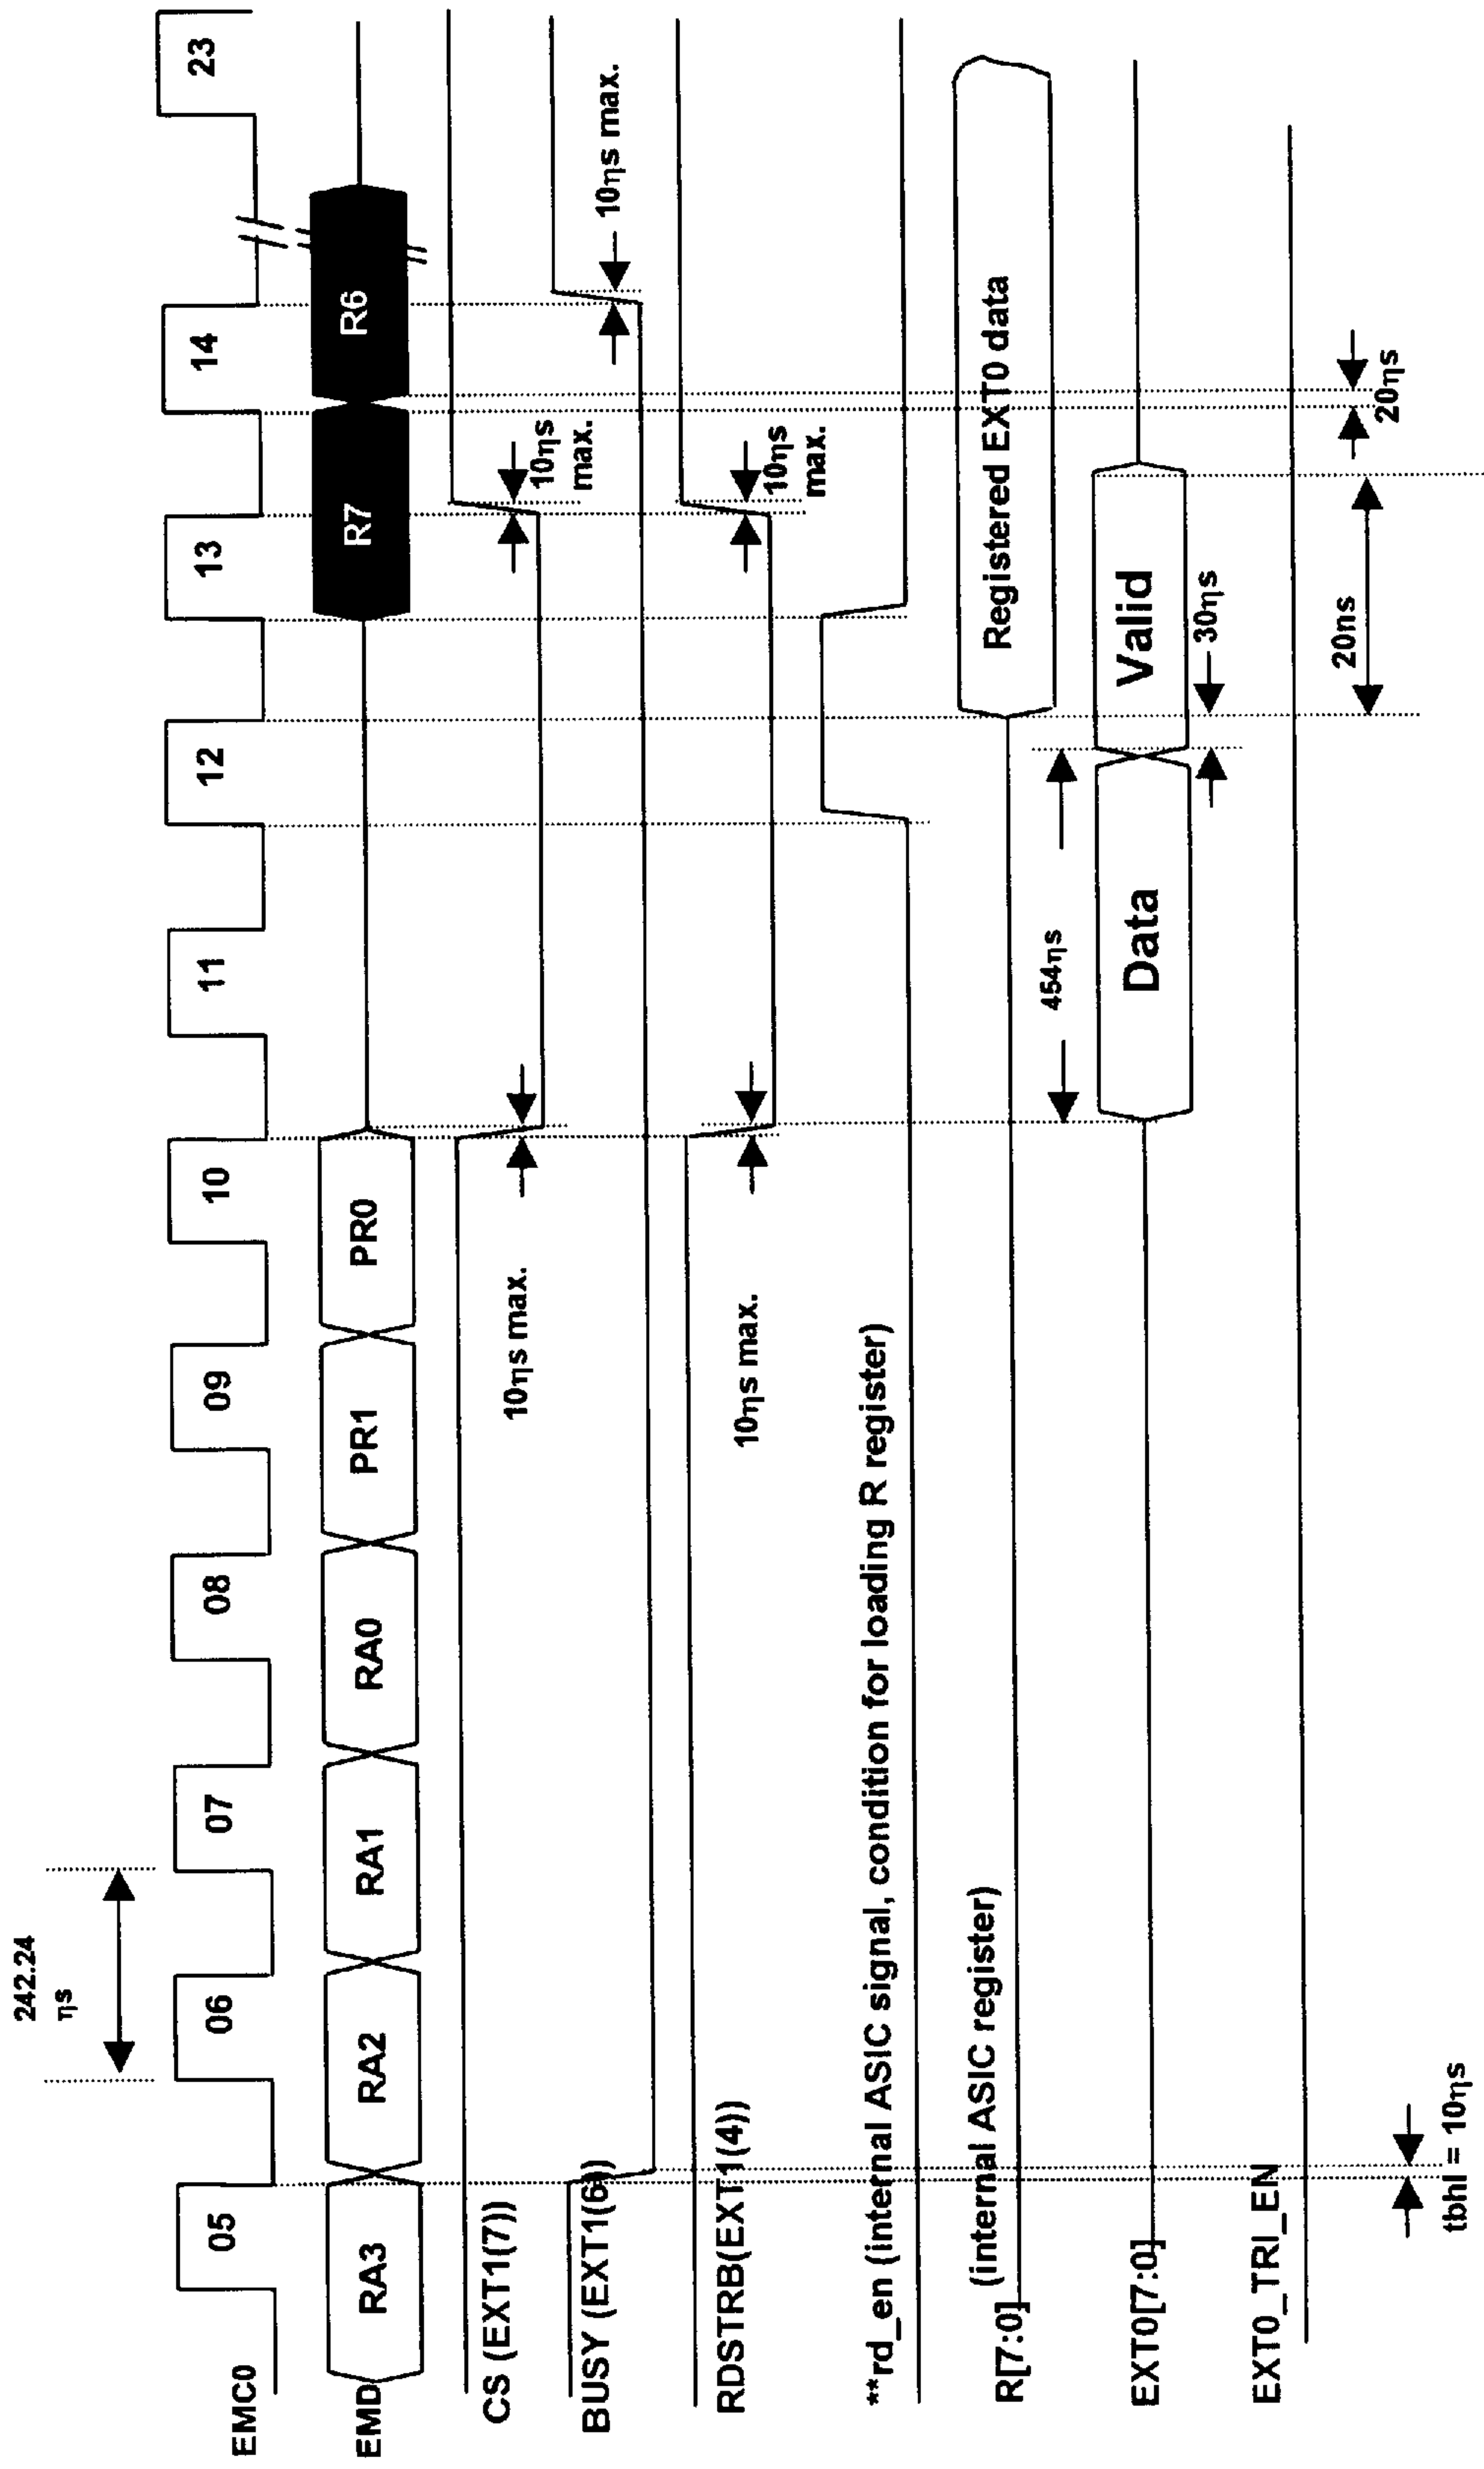 242.24
ηs
EMC0
05
06
07
08
09
10
11
12
13
14
23
EMD
RA3
RA2
RA1
RA0
PR1
PR0
R7
R6
CS (EXT1(7))
10ηs max.
10ηs
max.
BUSY (EXT1(6))
10ηs max.
RDSTRB(EXT1(4))
10ηs max.
10ηs
max.
**rd_en (internal ASIC signal, condition for loading R register)
(internal ASIC register)
R[7:0]
Registered EXT0 data
454ηs
EXT0[7:0]
Data
Valid
30ηs
EXT0_TRI_EN
20ns
20ηs
tbhl = 10ηs